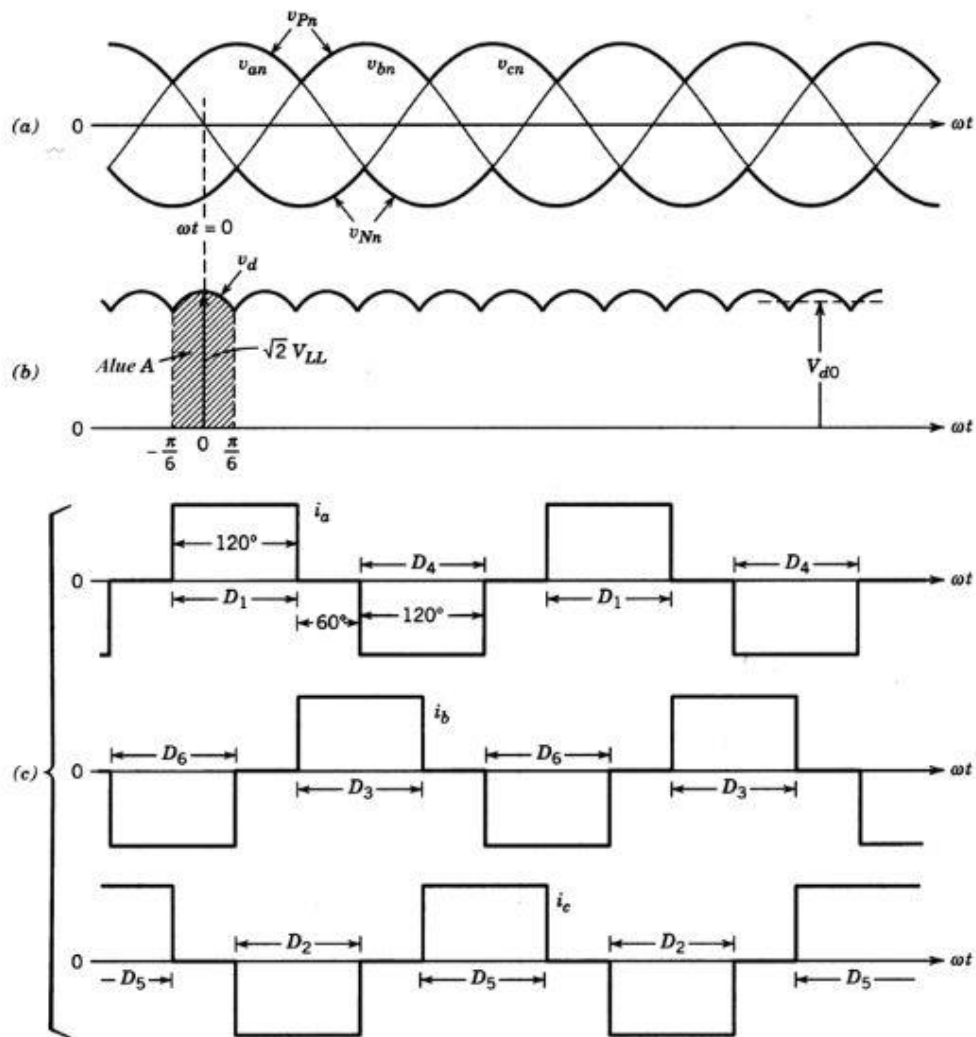 v_Pn
v_an v_bn v_cn
(a) 0 ωt
ωt = 0 v_Nn
v_d
Alue A √2 V_LL V_d0
(b)
0 ωt
-π/6 0 π/6
i_a
120° D_4 D_4
0 ωt
D_1 60° 120° D_1
i_b
D_6 D_6
(c) 0 ωt
D_3 D_3
i_c
D_2 D_2
0 ωt
D_5 D_5 D_5